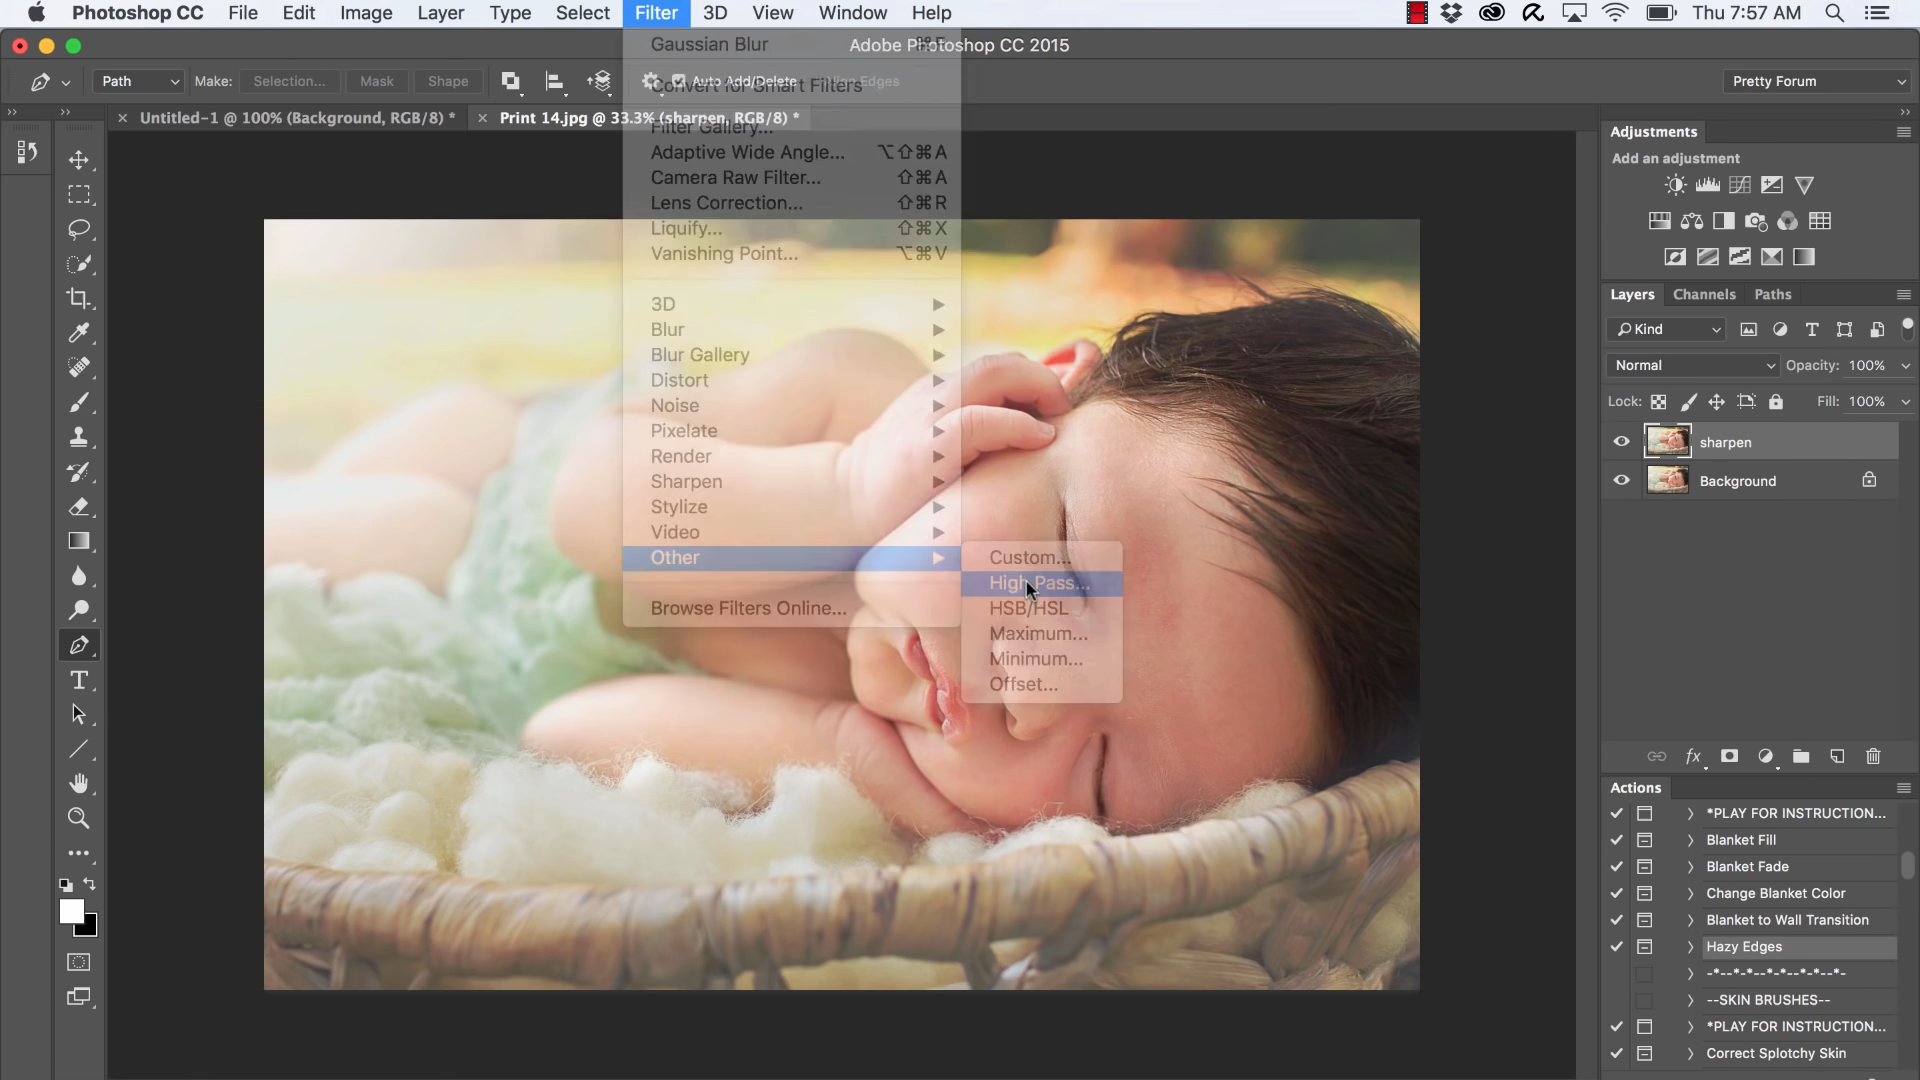 Photoshop CC File Edit Image Layer Type Select Filter 3D View Window Help Thu 7:57 AM
Adobe Photoshop CC 2015
Path Make: Selection... Mask Shape Auto Add/Delete Align Edges Pretty Forum
Untitled-1 @ 100% (Background, RGB/8) * Print 14.jpg @ 33.3% (sharpen, RGB/8) *
Gaussian Blur ⌘F
Convert for Smart Filters
Filter Gallery...
Adaptive Wide Angle... ⌥⇧⌘A
Camera Raw Filter... ⇧⌘A
Lens Correction... ⇧⌘R
Liquify... ⇧⌘X
Vanishing Point... ⌥⌘V
3D
Blur
Blur Gallery
Distort
Noise
Pixelate
Render
Sharpen
Stylize
Video
Other
Browse Filters Online...
Custom...
High Pass...
HSB/HSL
Maximum...
Minimum...
Offset...
Adjustments
Add an adjustment
Layers Channels Paths
Kind
Normal Opacity: 100%
Lock: Fill: 100%
sharpen
Background
Actions
*PLAY FOR INSTRUCTION...
Blanket Fill
Blanket Fade
Change Blanket Color
Blanket to Wall Transition
Hazy Edges
-*--*-*--*-*--*-*--*-
--SKIN BRUSHES--
*PLAY FOR INSTRUCTION...
Correct Splotchy Skin